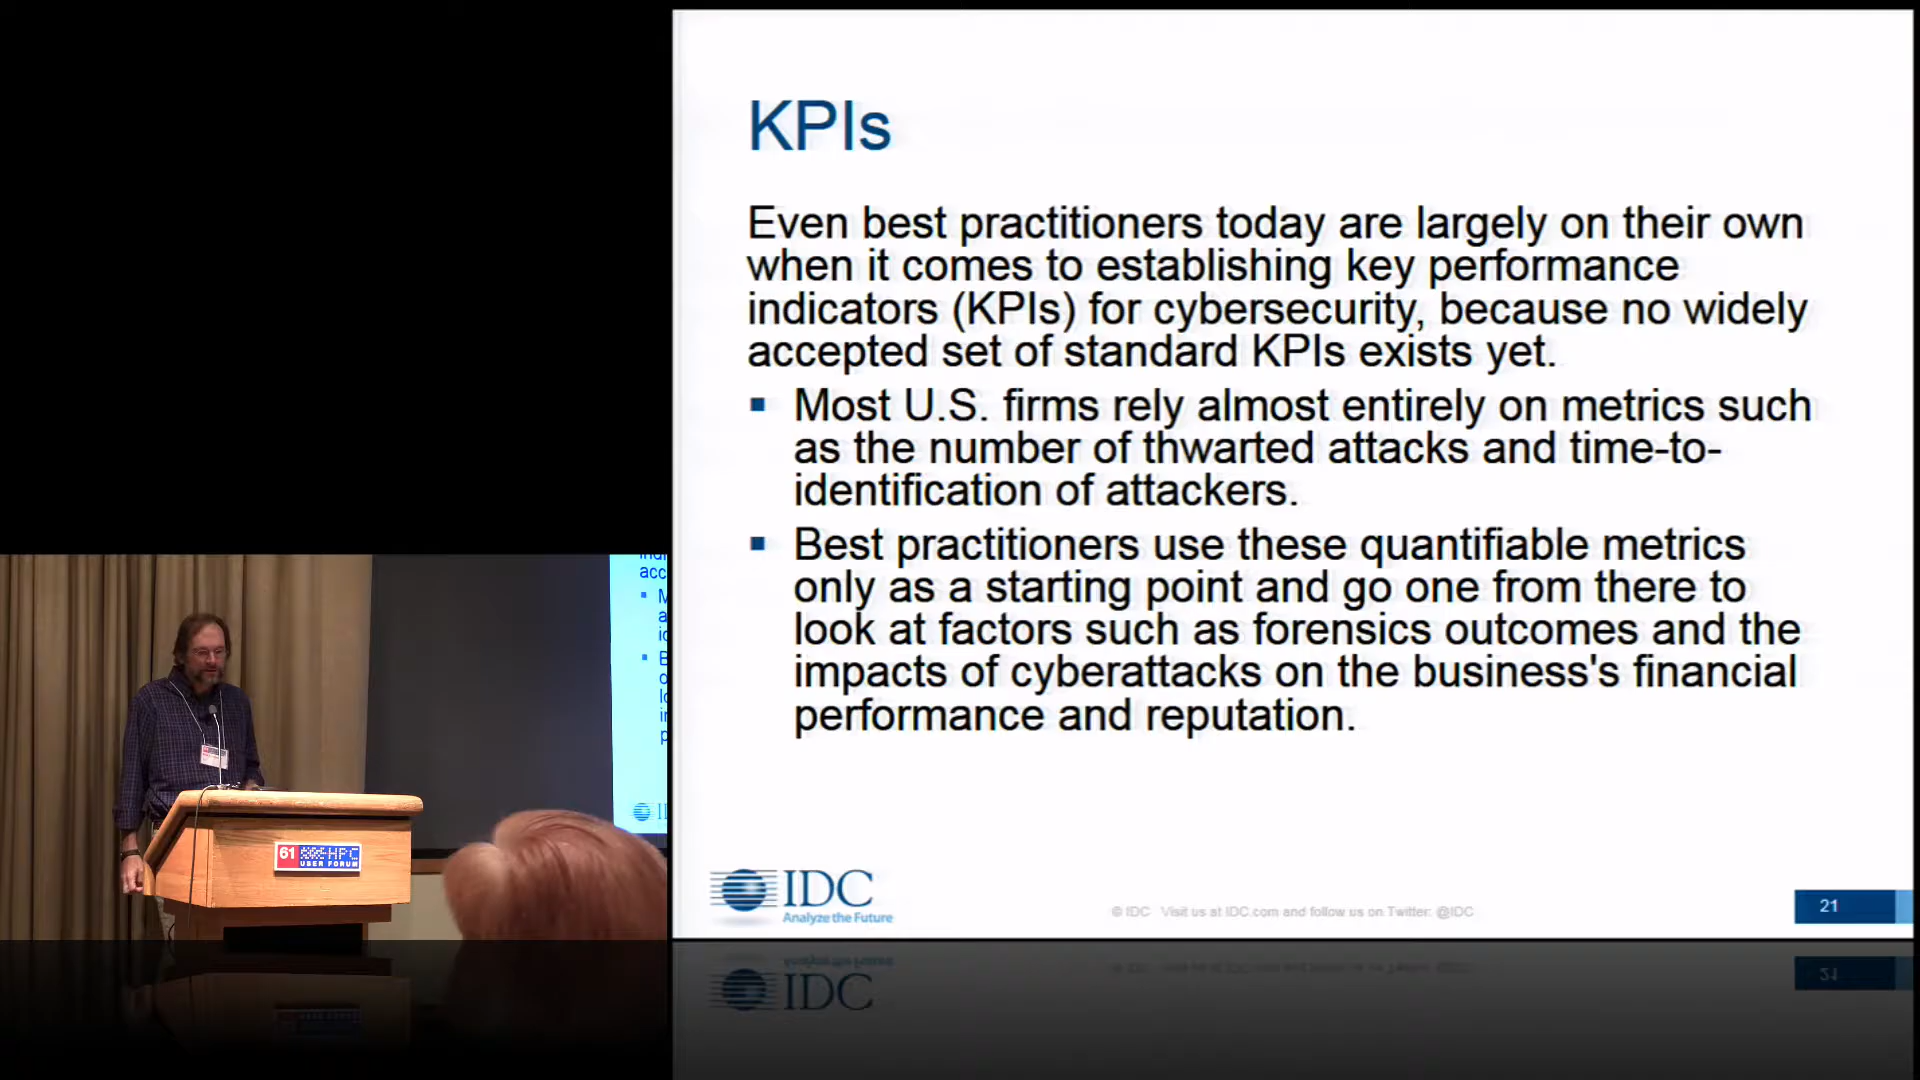 KPIs
Even best practitioners today are largely on their own
when it comes to establishing key performance
indicators (KPIs) for cybersecurity, because no widely
accepted set of standard KPIs exists yet.
▪ Most U.S. firms rely almost entirely on metrics such
as the number of thwarted attacks and time-to-
identification of attackers.
▪ Best practitioners use these quantifiable metrics
only as a starting point and go one from there to
look at factors such as forensics outcomes and the
impacts of cyberattacks on the business's financial
performance and reputation.
IDC
Analyze the Future
© IDC Visit us at IDC.com and follow us on Twitter: @IDC
21
acc
61 HPC
USER FORUM